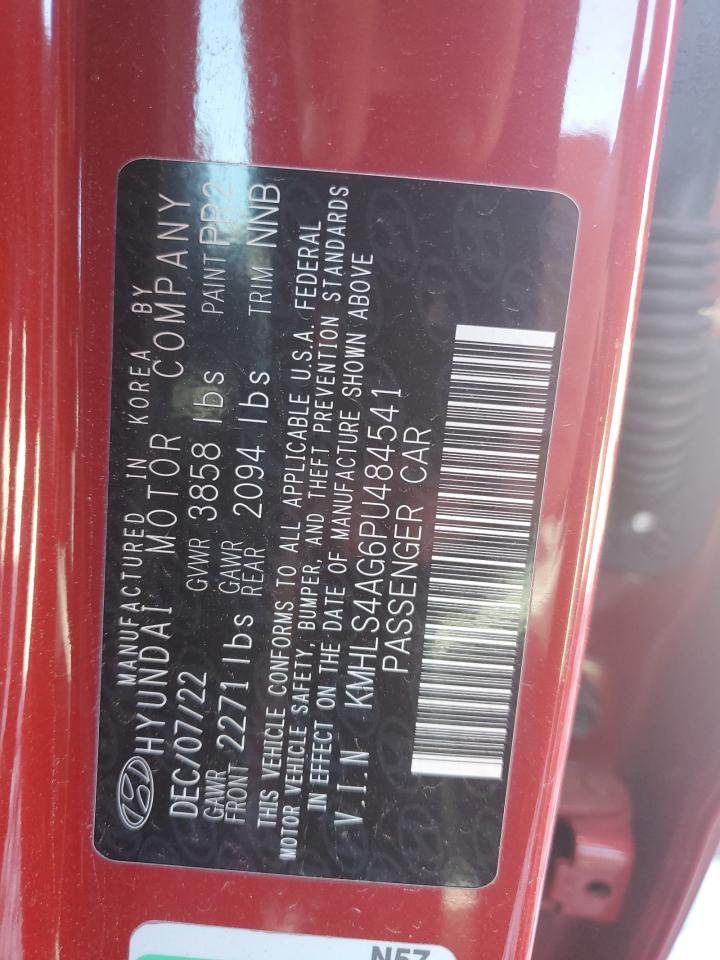 MANUFACTURED IN KOREA BY
HYUNDAI MOTOR COMPANY
DEC/07/22 GVWR 3858 lbs PAINT PR2
GAWR FRONT 2271 lbs GAWR REAR 2094 lbs TRIM NNB
THIS VEHICLE CONFORMS TO ALL APPLICABLE U.S.A. FEDERAL
MOTOR VEHICLE SAFETY, BUMPER, AND THEFT PREVENTION STANDARDS
IN EFFECT ON THE DATE OF MANUFACTURE SHOWN ABOVE
V.I.N KMHLS4AG6PU484541
PASSENGER CAR
N57